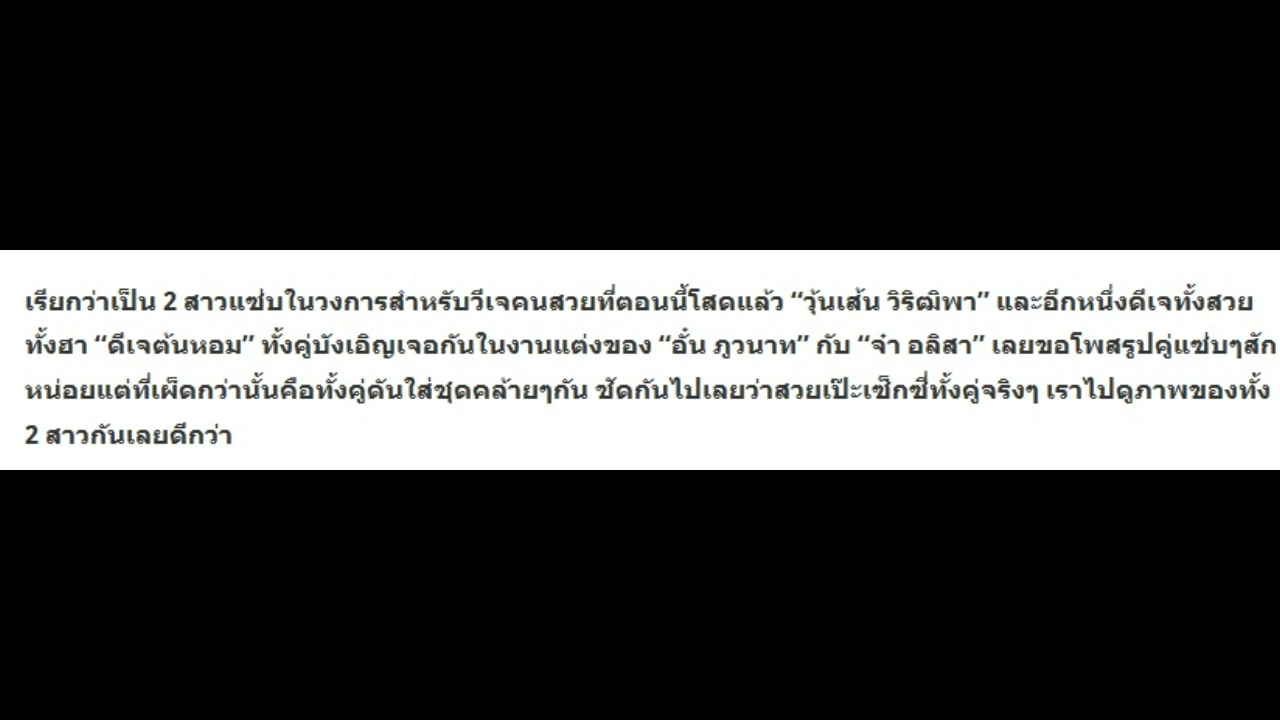 เรียกว่าเป็น 2 สาวแซ่บในวงการสำหรับวีเจคนสวยที่ตอนนี้โสดแล้ว “วุ้นเส้น วิริฒิพา” และอีกหนึ่งดีเจทั้งสวย
ทั้งฮา “ดีเจต้นหอม” ทั้งคู่บังเอิญเจอกันในงานแต่งของ “อั๋น ภูวนาท” กับ “จ๋า อลิสา” เลยขอโพสรูปคู่แซ่บๆสัก
หน่อยแต่ที่เผ็ดกว่านั้นคือทั้งคู่ดันใส่ชุดคล้ายๆกัน ชัดกันไปเลยว่าสวยเป๊ะเซ็กซี่ทั้งคู่จริงๆ เราไปดูภาพของทั้ง
2 สาวกันเลยดีกว่า